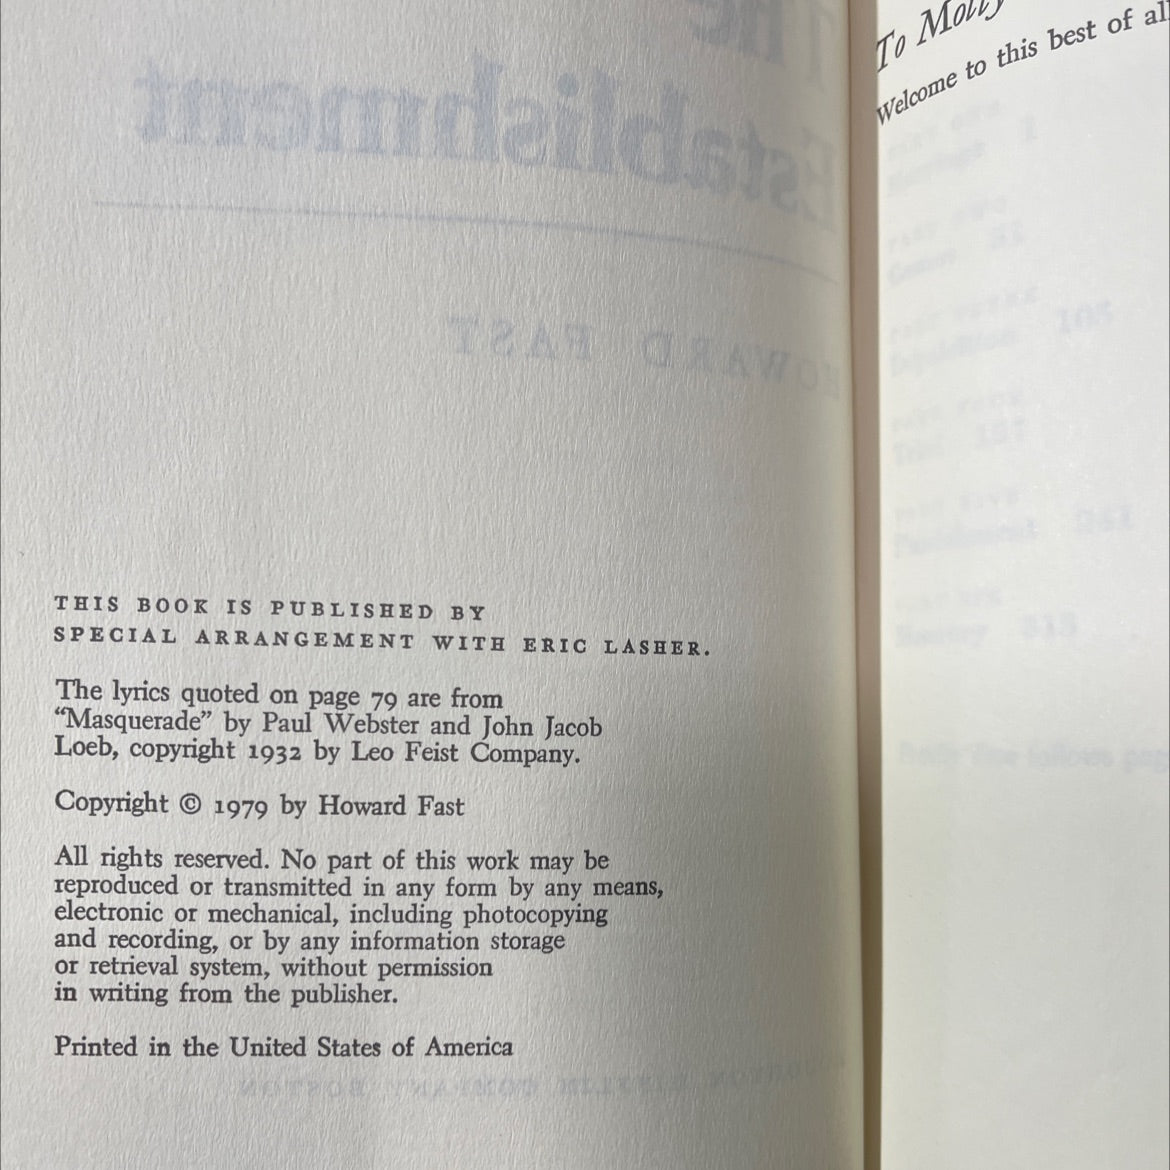 The
Establishment
HOWARD FAST
THIS BOOK IS PUBLISHED BY
SPECIAL ARRANGEMENT WITH ERIC LASHER.
The lyrics quoted on page 79 are from
“Masquerade” by Paul Webster and John Jacob
Loeb, copyright 1932 by Leo Feist Company.
Copyright © 1979 by Howard Fast
All rights reserved. No part of this work may be
reproduced or transmitted in any form by any means,
electronic or mechanical, including photocopying
and recording, or by any information storage
or retrieval system, without permission
in writing from the publisher.
Printed in the United States of America
To Molly
Welcome to this best of all